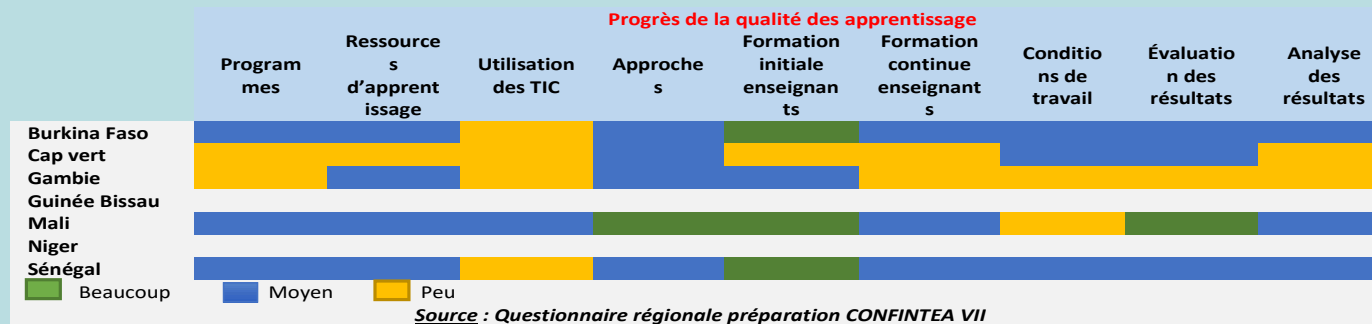 Progrès de la qualité des apprentissage
Program
mes
Ressource
s
d'apprent
issage
Utilisation
des TIC
Approche
s
Formation
initiale
enseignan
ts
Formation
continue
enseignant
s
Conditio
ns de
travail
Évaluatio
n des
résultats
Analyse
des
résultats
Burkina Faso
Cap vert
Gambie
Guinée Bissau
Mali
Niger
Sénégal
Beaucoup Moyen Peu
Source : Questionnaire régionale préparation CONFINTEA VII